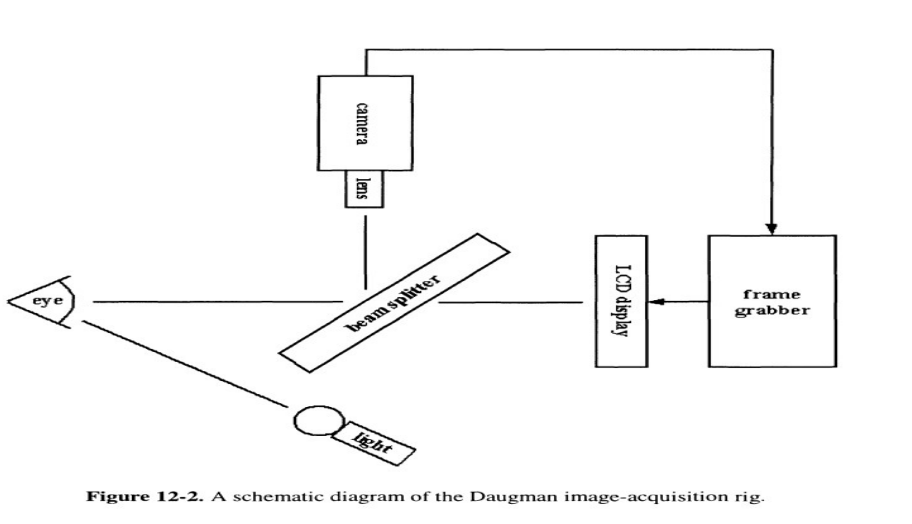 camera
lens
eye
beam splitter
LCD display
frame
grabber
light
Figure 12-2. A schematic diagram of the Daugman image-acquisition rig.